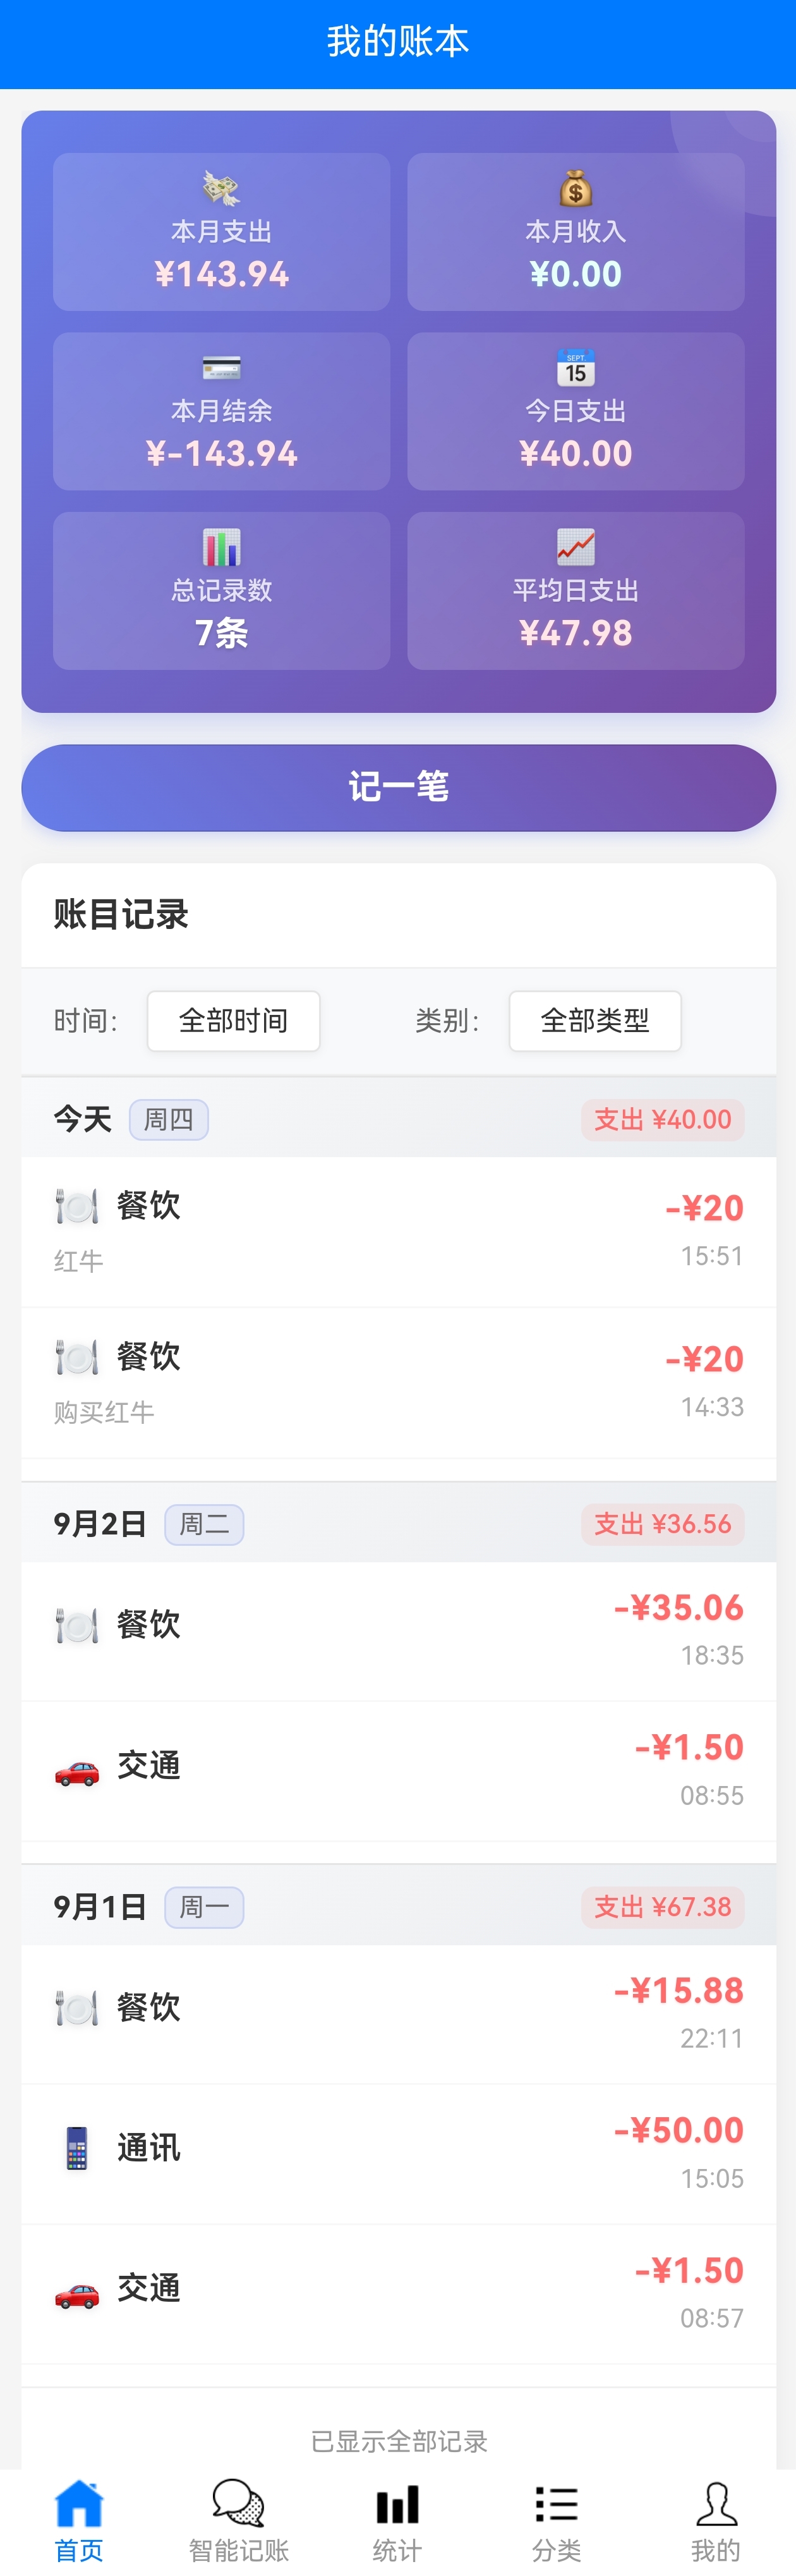 我的账本
本月支出
¥143.94
本月收入
¥0.00
本月结余
¥-143.94
SEPT.
15
今日支出
¥40.00
总记录数
7条
平均日支出
¥47.98
记一笔
账目记录
时间: 全部时间 类别: 全部类型
今天 周四 支出 ¥40.00
餐饮 -¥20
红牛 15:51
餐饮 -¥20
购买红牛 14:33
9月2日 周二 支出 ¥36.56
餐饮 -¥35.06
18:35
交通 -¥1.50
08:55
9月1日 周一 支出 ¥67.38
餐饮 -¥15.88
22:11
通讯 -¥50.00
15:05
交通 -¥1.50
08:57
已显示全部记录
首页 智能记账 统计 分类 我的